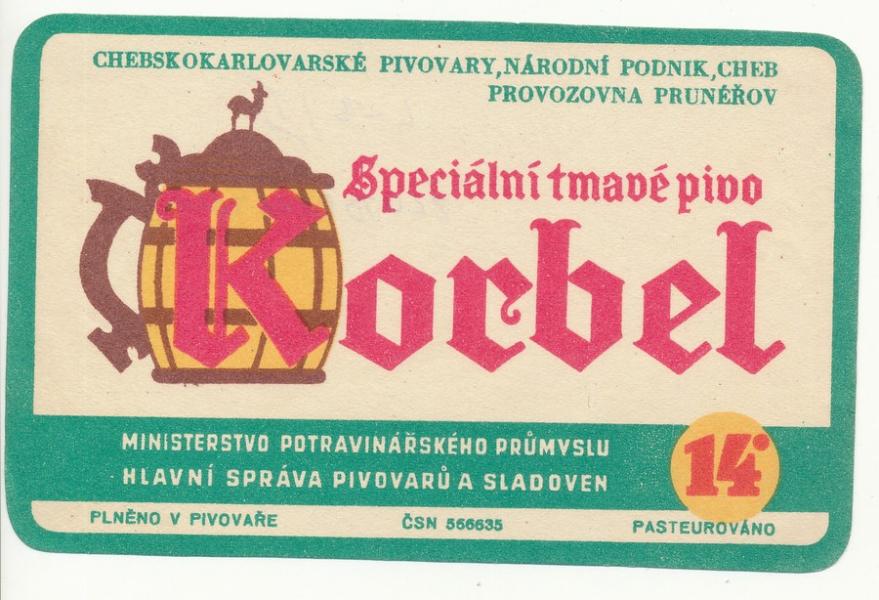 CHEBSKOKARLOVARSKÉ PIVOVARY, NÁRODNÍ PODNIK, CHEB
PROVOZOVNA PRUNÉŘOV
Speciální tmavé pivo
Korbel
MINISTERSTVO POTRAVINÁŘSKÉHO PRŮMYSLU
HLAVNÍ SPRÁVA PIVOVARŮ A SLADOVEN
14°
PLNĚNO V PIVOVAŘE ČSN 566635 PASTEUROVÁNO